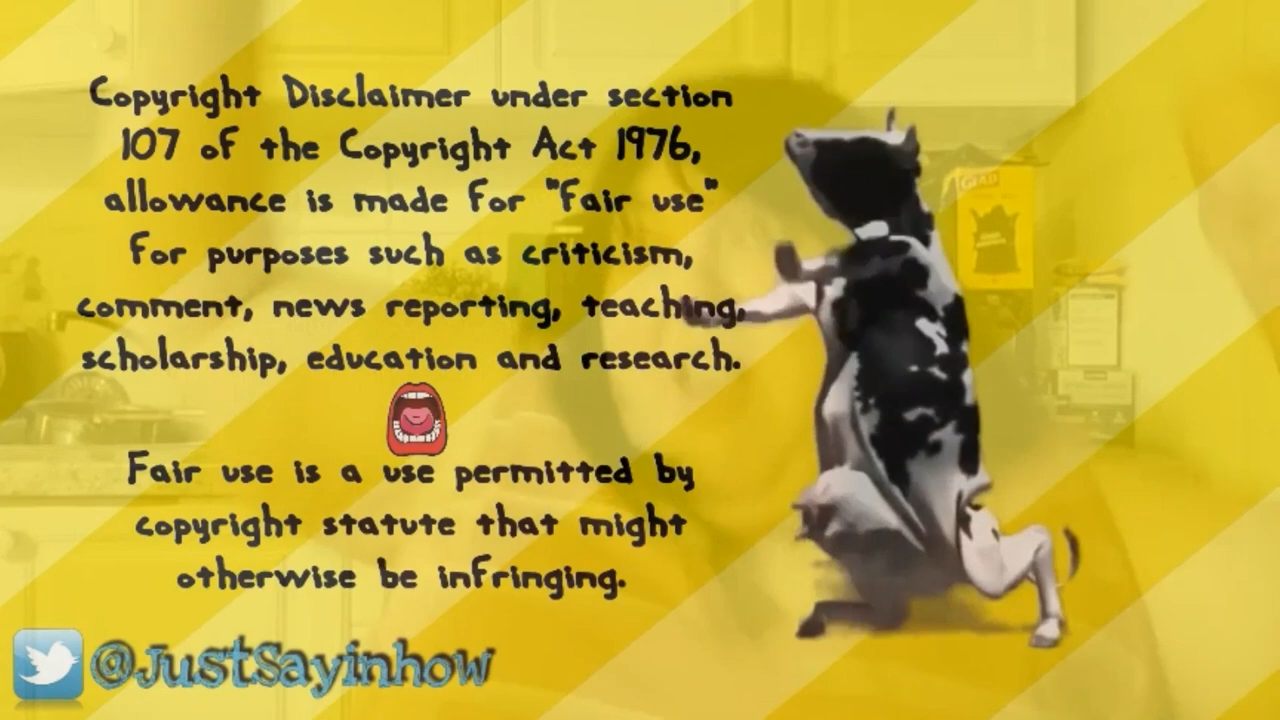 Copyright Disclaimer under section
107 of the Copyright Act 1976,
allowance is made for "fair use"
for purposes such as criticism,
comment, news reporting, teaching,
scholarship, education and research.
Fair use is a use permitted by
copyright statute that might
otherwise be infringing.
@JustSayinhow
GLAD